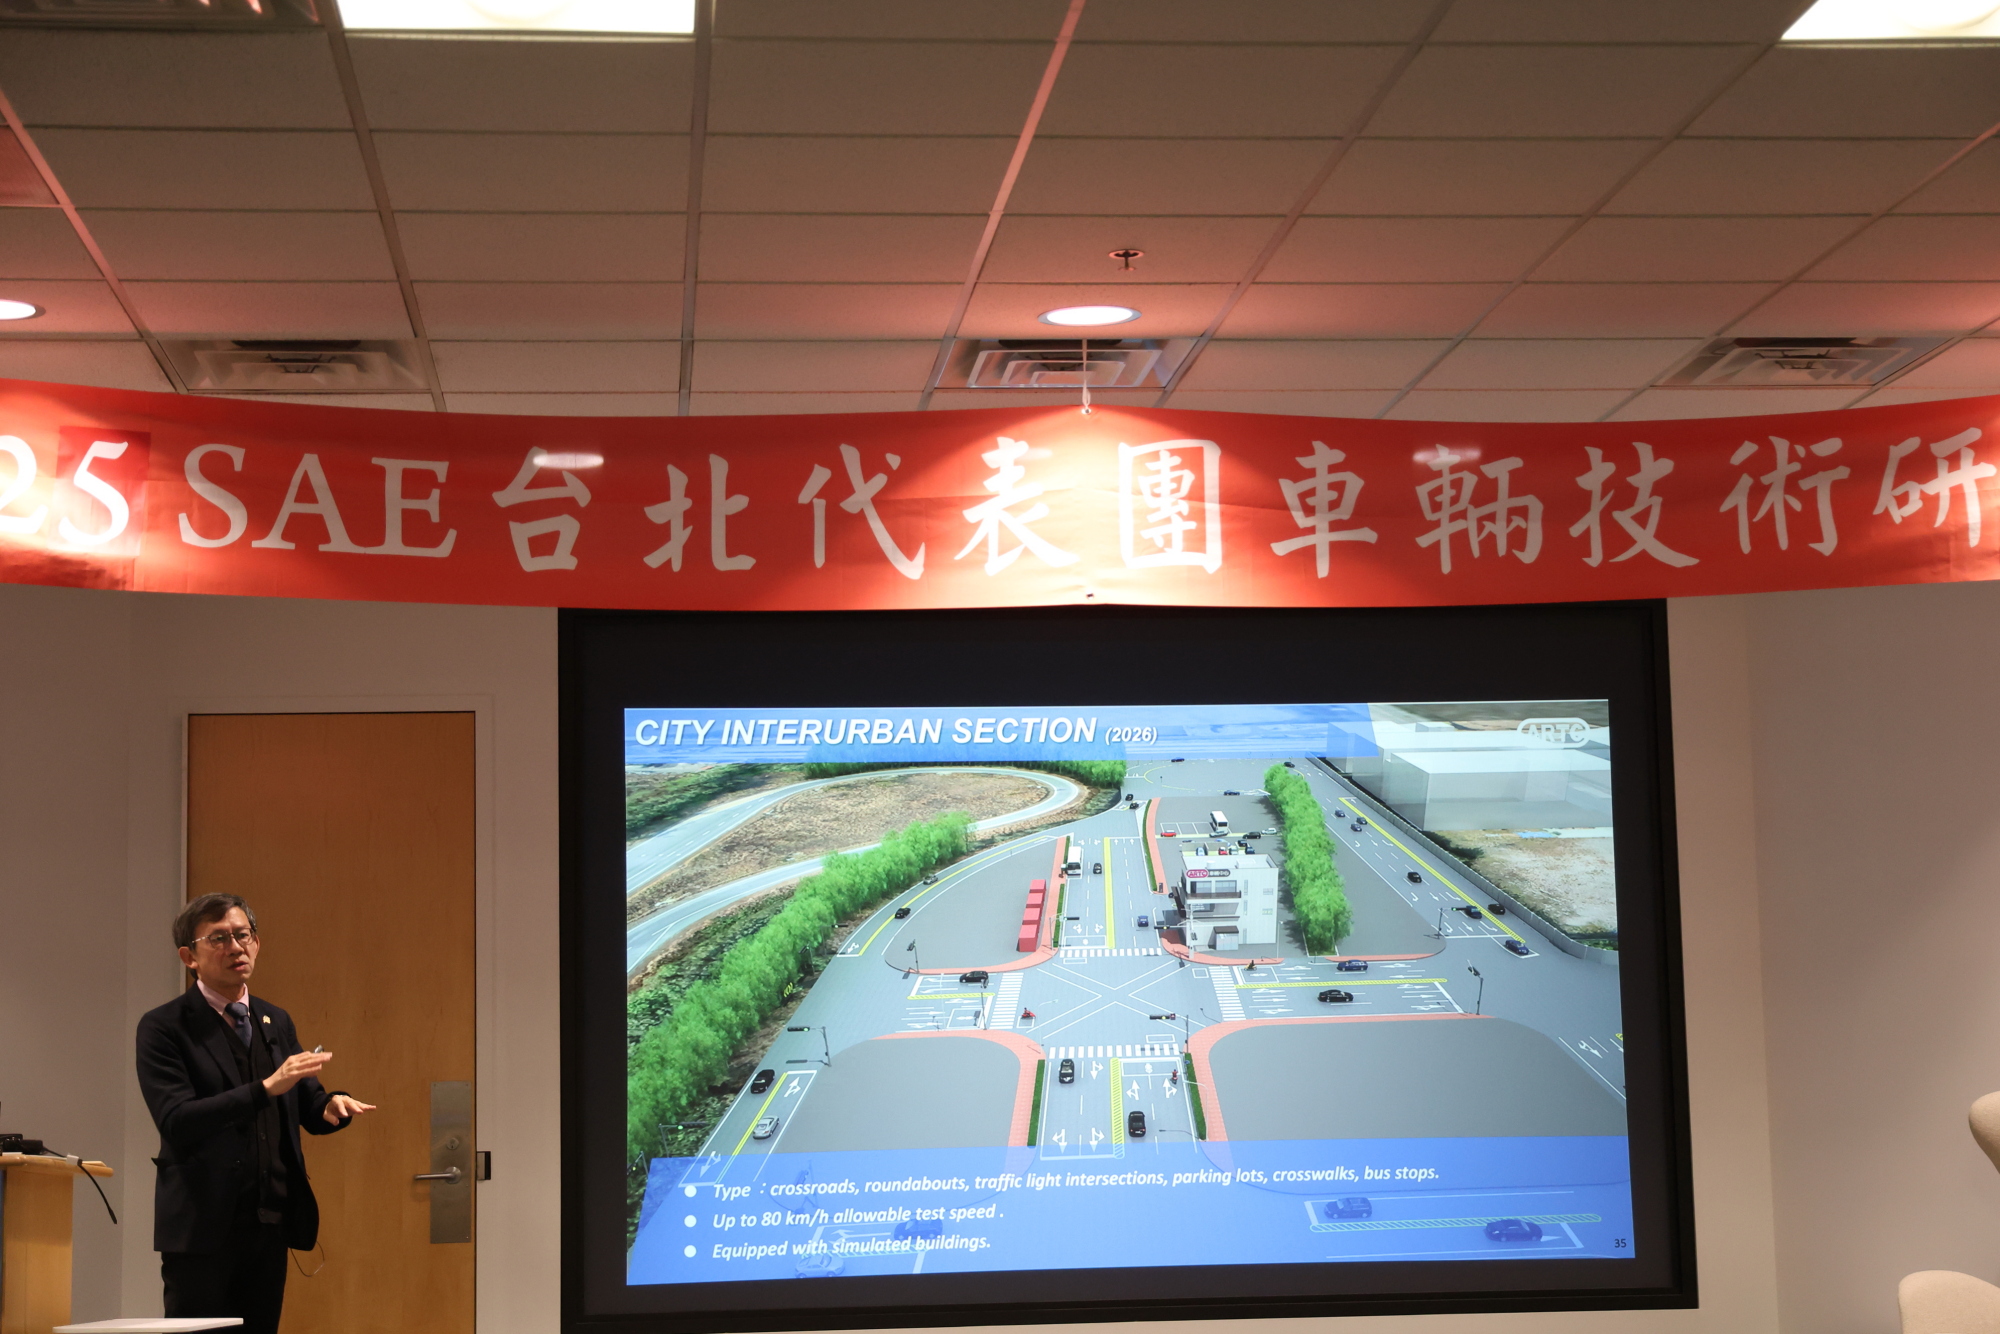 25 SAE台北代表團車輛技術研
CITY INTERURBAN SECTION (2026)
ARTC
ARTC
● Type：crossroads, roundabouts, traffic light intersections, parking lots, crosswalks, bus stops.
● Up to 80 km/h allowable test speed .
● Equipped with simulated buildings.
35